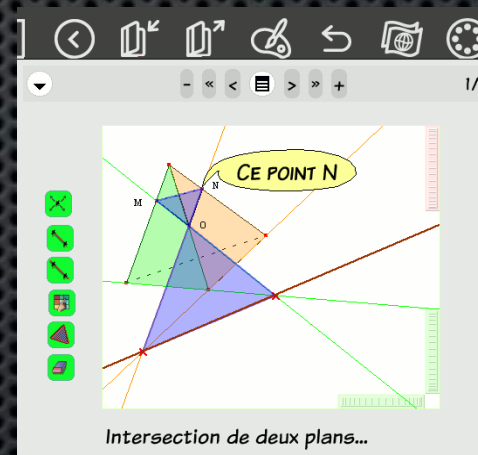 - « < > » +
1/
CE POINT N
N
M
O
Intersection de deux plans...